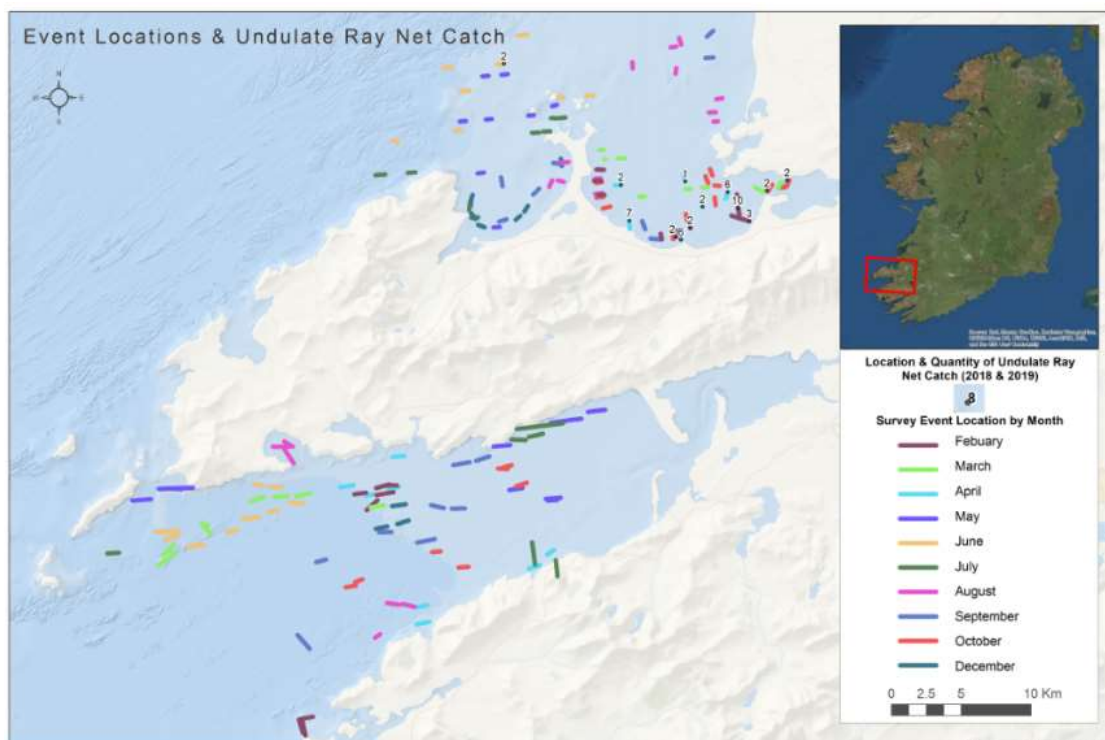 Event Locations & Undulate Ray Net Catch
N
2
2
1
6
2
2
7
2
10
3
2
2
6
Location & Quantity of Undulate Ray
Net Catch (2018 & 2019)
8
Survey Event Location by Month
Febuary
March
April
May
June
July
August
September
October
December
0 2.5 5 10 Km